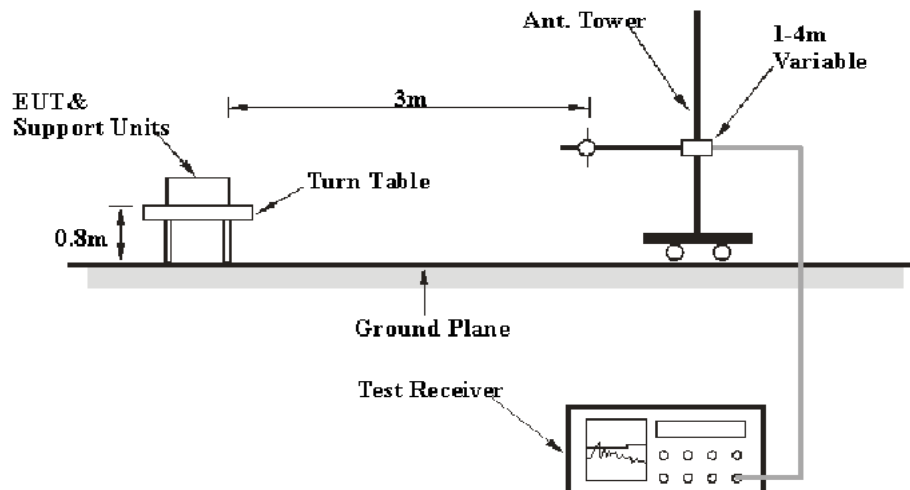 Ant. Tower
1-4m
Variable
3m
EUT&
Support Units
Turn Table
0.8m
Ground Plane
Test Receiver